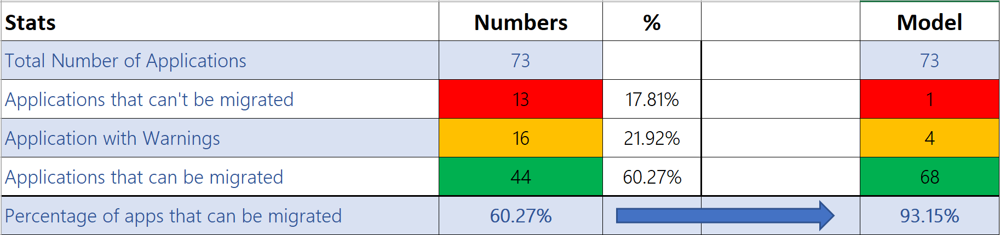 Stats Numbers % Model
Total Number of Applications 73 73
Applications that can't be migrated 13 17.81% 1
Application with Warnings 16 21.92% 4
Applications that can be migrated 44 60.27% 68
Percentage of apps that can be migrated 60.27% 93.15%